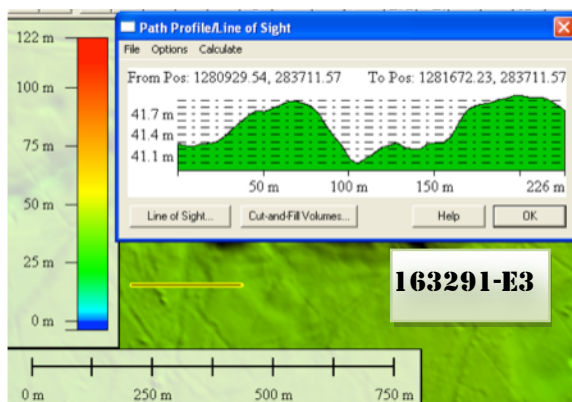 122 m
100 m
75 m
50 m
25 m
0 m
Path Profile/Line of Sight
File Options Calculate
From Pos: 1280929.54, 283711.57 To Pos: 1281672.23, 283711.57
41.7 m
41.4 m
41.1 m
50 m 100 m 150 m 226 m
Line of Sight... Cut-and-Fill Volumes... Help OK
163291-E3
0 m 250 m 500 m 750 m